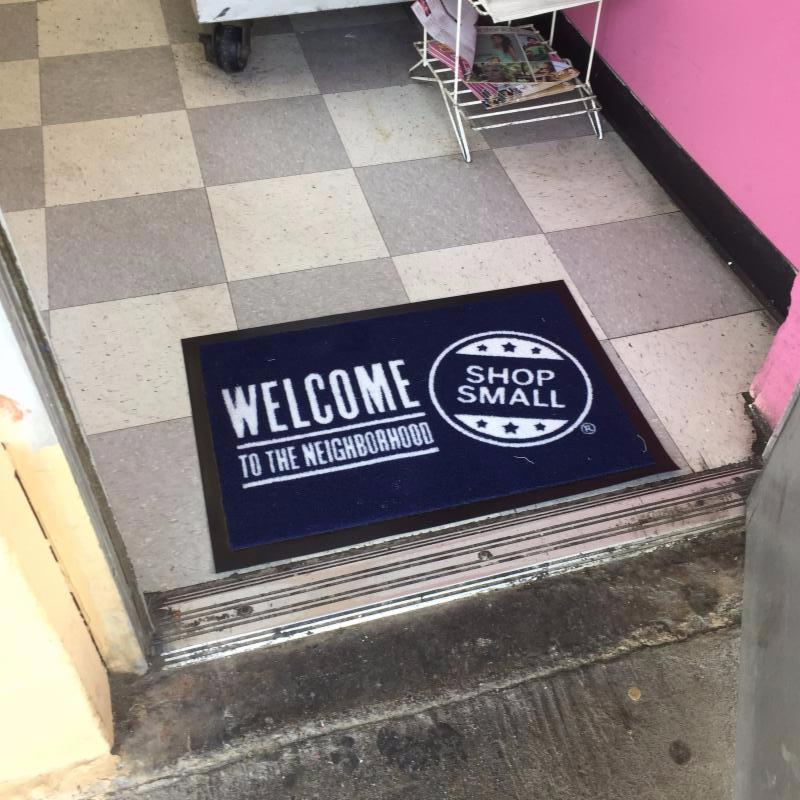 WELCOME
TO THE NEIGHBORHOOD
SHOP
SMALL
®